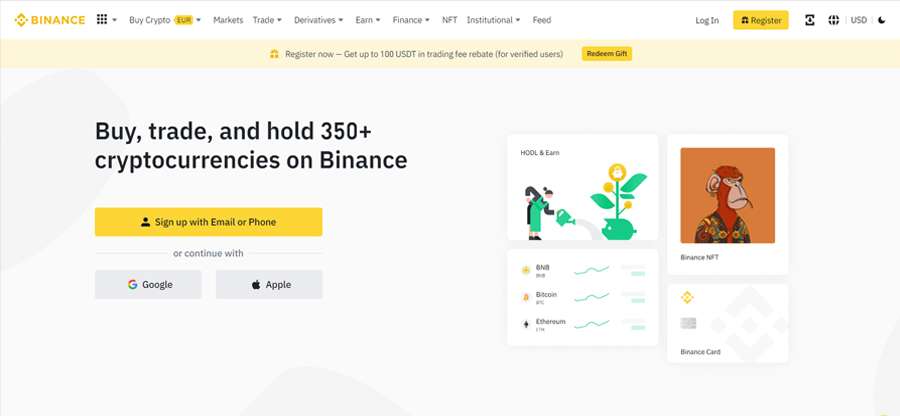 BINANCE
Buy Crypto EUR Markets Trade Derivatives Earn Finance NFT Institutional Feed
Log In Register USD
Register now — Get up to 100 USDT in trading fee rebate (for verified users) Redeem Gift
Buy, trade, and hold 350+
cryptocurrencies on Binance
Sign up with Email or Phone
or continue with
Google Apple
HODL & Earn
BNB
BNB
Bitcoin
BTC
Ethereum
ETH
Binance NFT
Binance Card